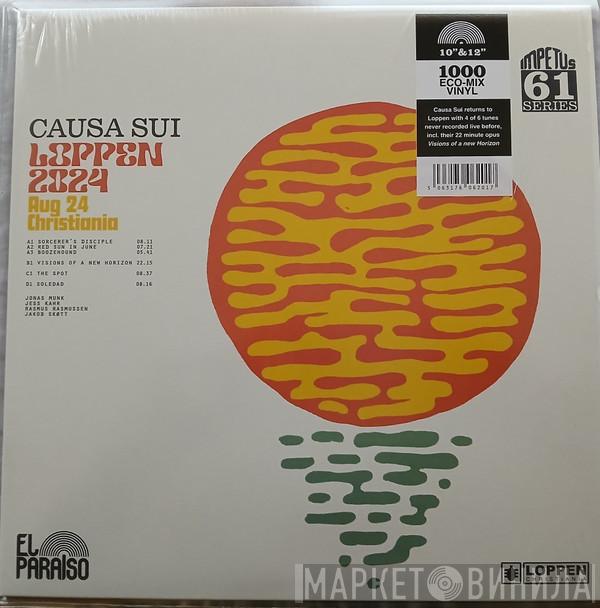 10"&12"
1000
ECO-MIX
VINYL
Causa Sui returns to
Loppen with 4 of 6 tunes
never recorded live before,
incl. their 22 minute opus
Visions of a new Horizon
5 063176 062017
IMPETUS
61
SERIES
CAUSA SUI
LOPPEN
2024
Aug 24
Christiania
A1 SORCERER'S DISCIPLE 08.11
A2 RED SUN IN JUNE 07.21
A3 BOOZEHOUND 05.41
B1 VISIONS OF A NEW HORIZON 22.15
C1 THE SPOT 08.37
D1 SOLEDAD 08.16
JONAS MUNK
JESS KAHR
RASMUS RASMUSSEN
JAKOB SKØTT
EL
PARAISO
LOPPEN
CHRISTIANIA
МАРКЕТ ВИНИЛА